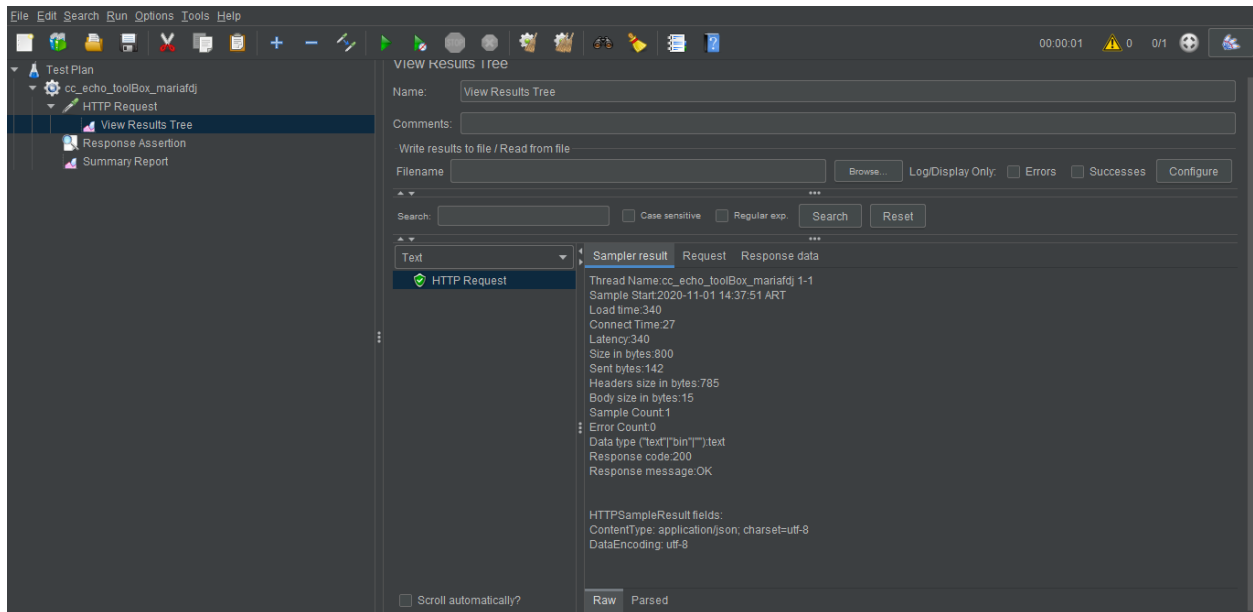 File Edit Search Run Options Tools Help
00:00:01 0 0/1
Test Plan
cc_echo_toolBox_mariafdj
HTTP Request
View Results Tree
Response Assertion
Summary Report
View Results Tree
Name: View Results Tree
Comments:
Write results to file / Read from file
Filename Browse... Log/Display Only: Errors Successes Configure
Search: Case sensitive Regular exp. Search Reset
Text
HTTP Request
Sampler result Request Response data
Thread Name:cc_echo_toolBox_mariafdj 1-1
Sample Start:2020-11-01 14:37:51 ART
Load time:340
Connect Time:27
Latency:340
Size in bytes:800
Sent bytes:142
Headers size in bytes:785
Body size in bytes:15
Sample Count:1
Error Count:0
Data type ("text"|"bin"|""):text
Response code:200
Response message:OK
HTTPSampleResult fields:
ContentType: application/json; charset=utf-8
DataEncoding: utf-8
Scroll automatically?
Raw Parsed